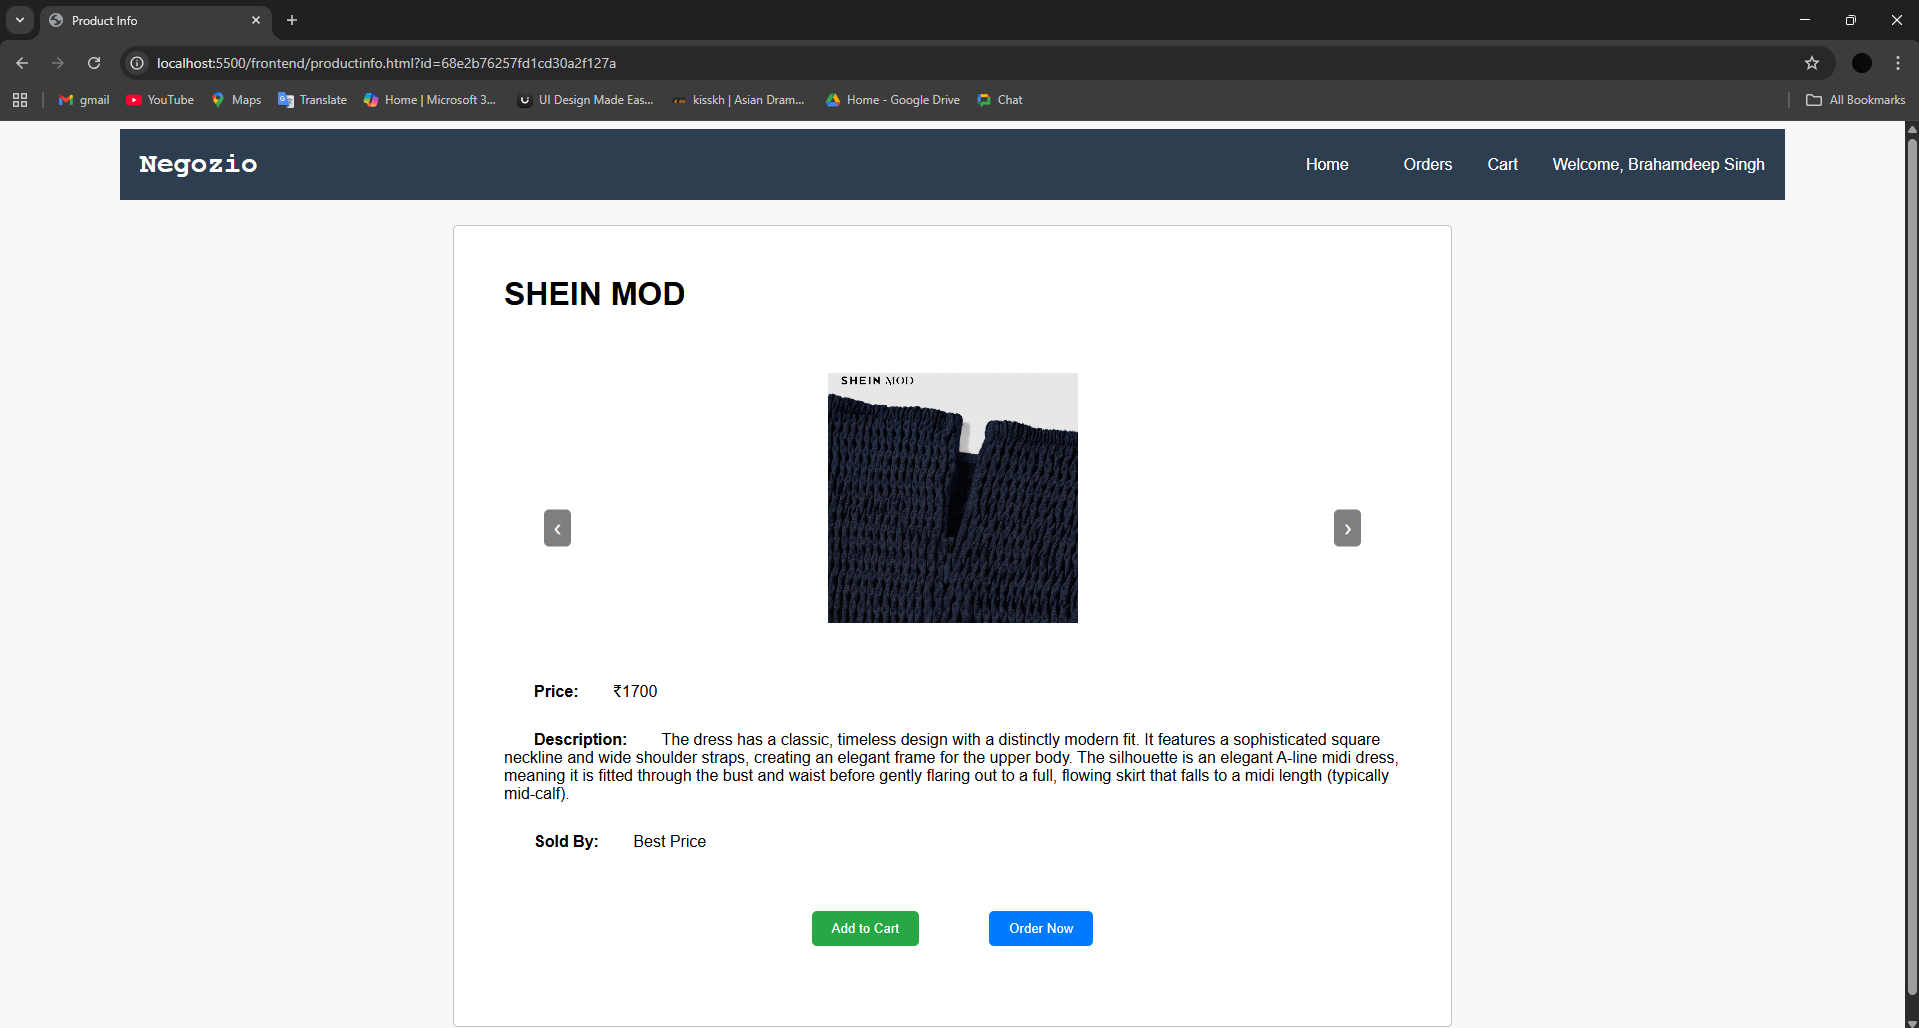 Product Info
localhost:5500/frontend/productinfo.html?id=68e2b76257fd1cd30a2f127a
gmail
YouTube
Maps
Translate
Home | Microsoft 3...
UI Design Made Eas...
kisskh | Asian Dram...
Home - Google Drive
Chat
All Bookmarks
Negozio
Home
Orders
Cart
Welcome, Brahamdeep Singh
SHEIN MOD
SHEIN MOD
‹
›
Price: ₹1700
Description: The dress has a classic, timeless design with a distinctly modern fit. It features a sophisticated square
neckline and wide shoulder straps, creating an elegant frame for the upper body. The silhouette is an elegant A-line midi dress,
meaning it is fitted through the bust and waist before gently flaring out to a full, flowing skirt that falls to a midi length (typically
mid-calf).
Sold By: Best Price
Add to Cart
Order Now